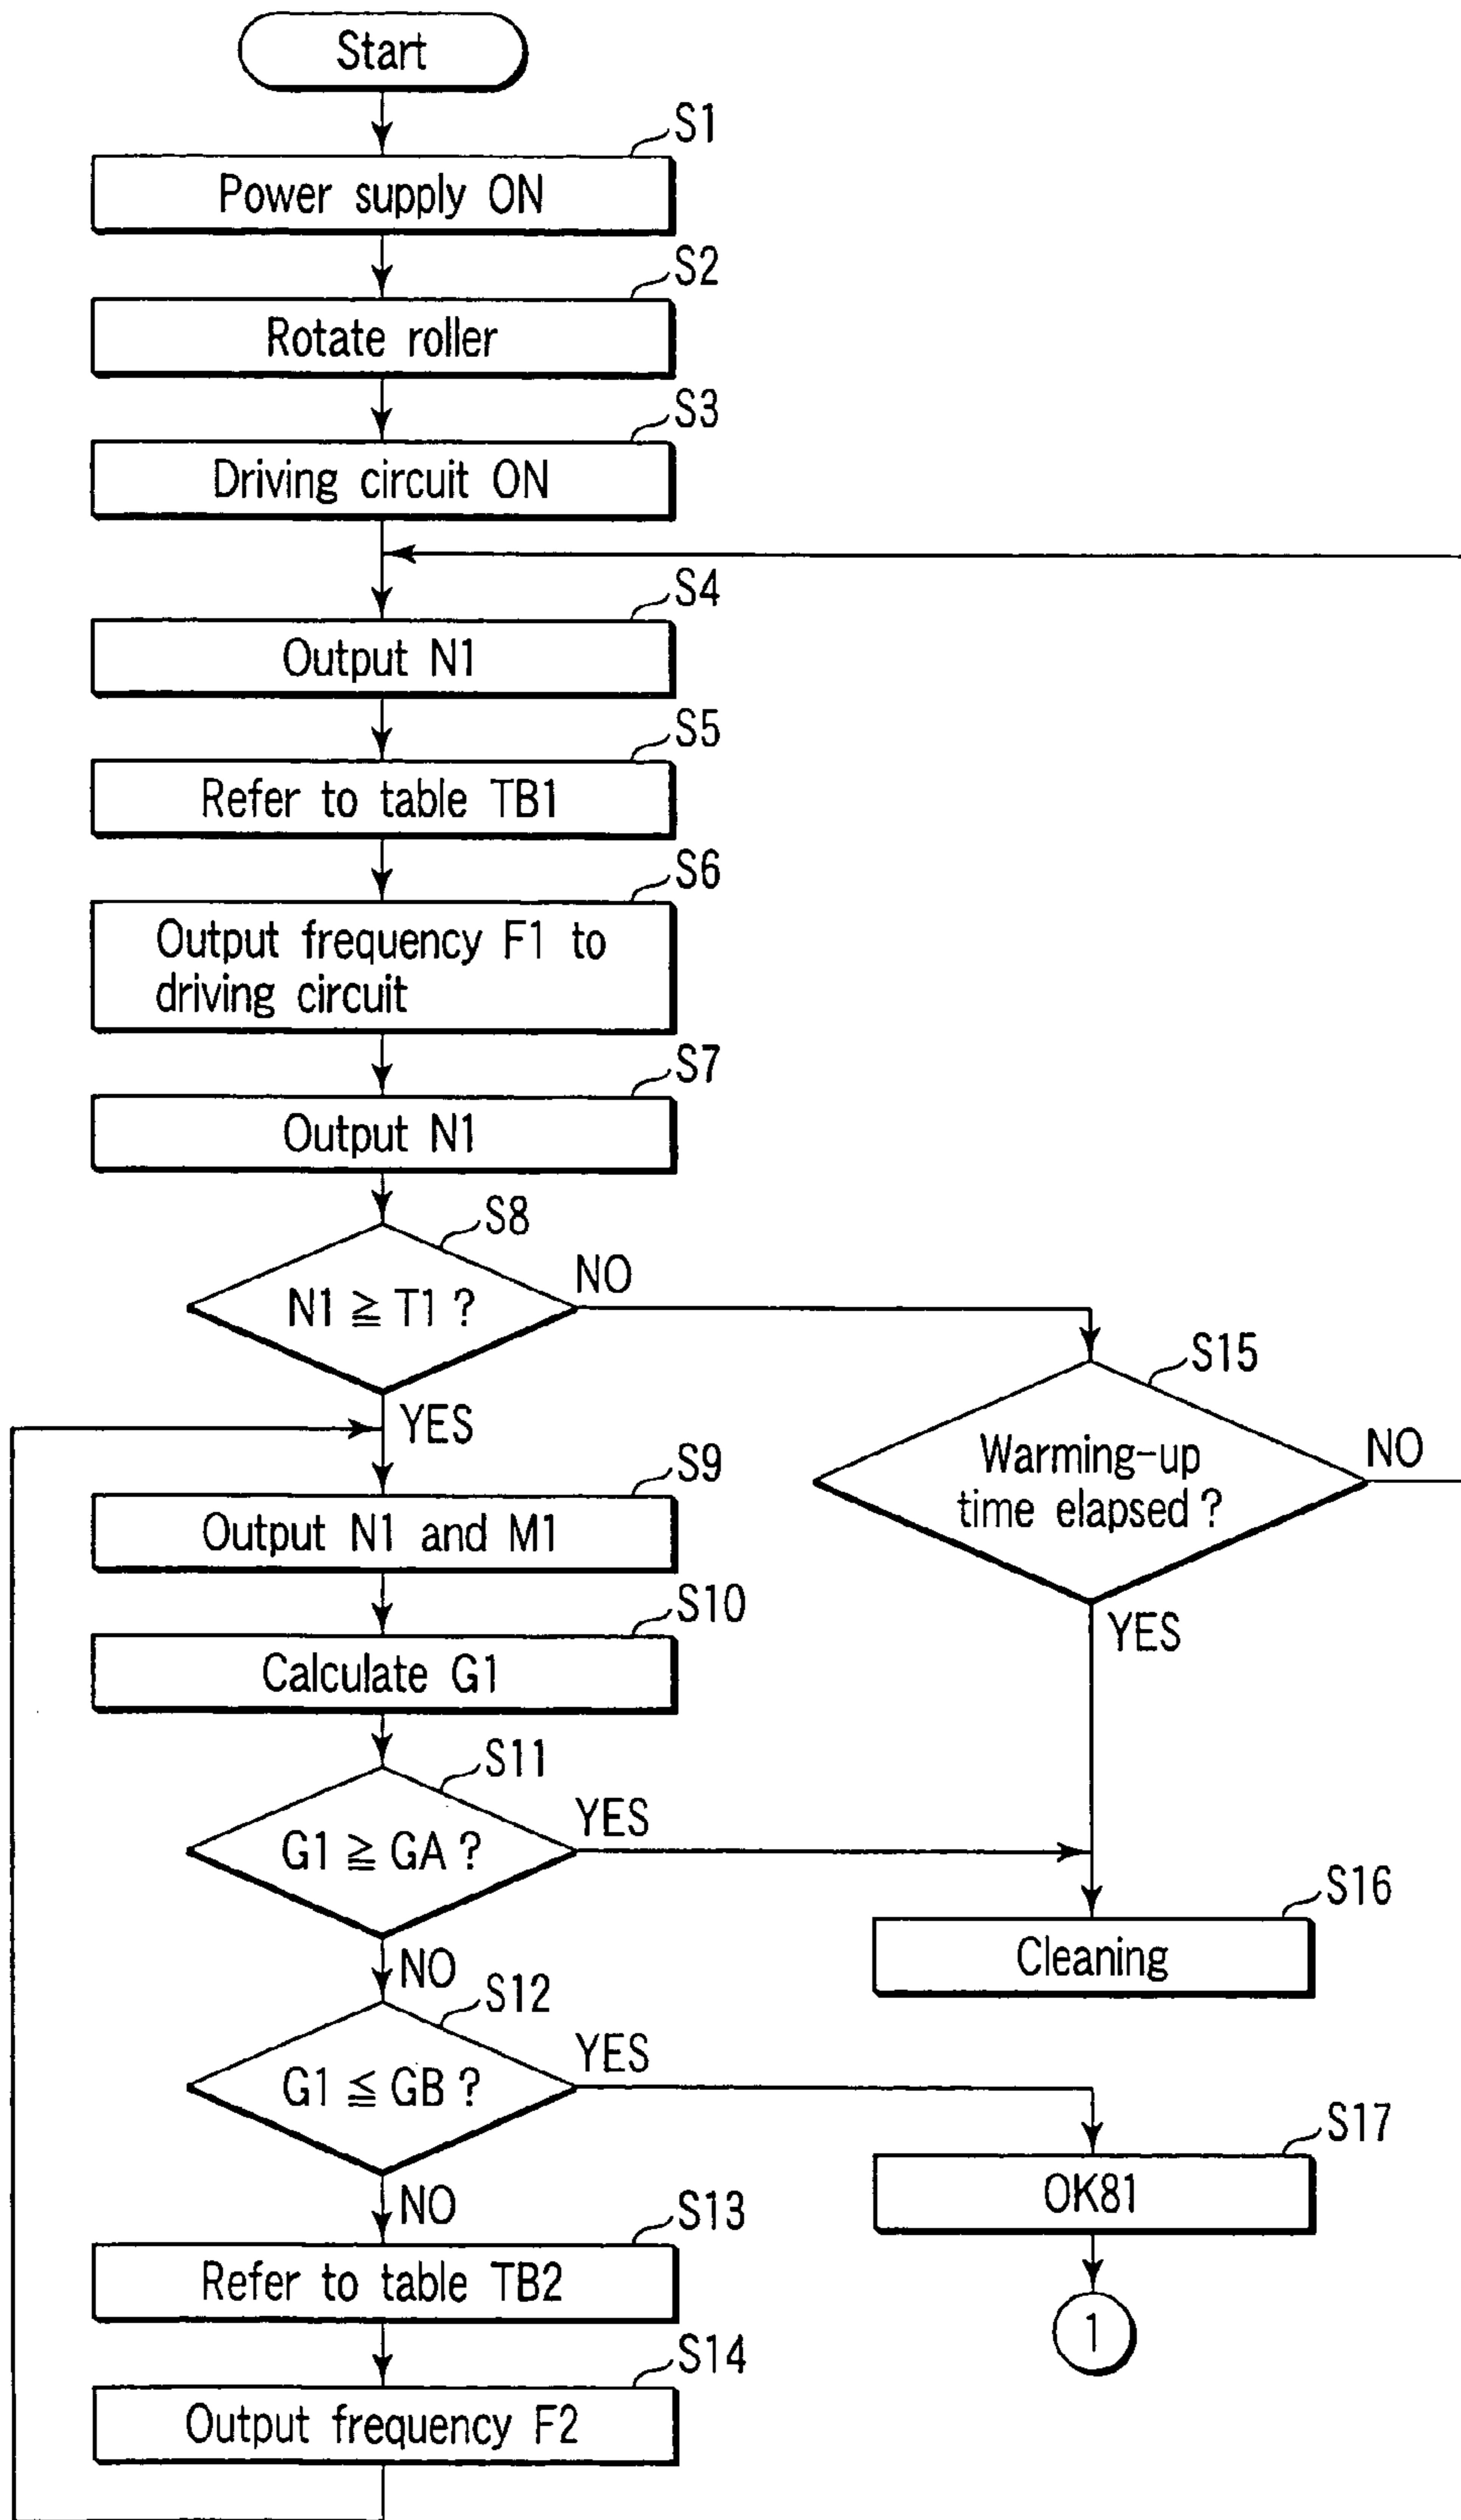 Start
S1
Power supply ON
S2
Rotate roller
S3
Driving circuit ON
S4
Output N1
S5
Refer to table TB1
S6
Output frequency F1 to
driving circuit
S7
Output N1
S8
N1 ≧ T1 ?
NO
YES
S15
Warming-up
time elapsed ?
NO
YES
S9
Output N1 and M1
S10
Calculate G1
S11
G1 ≧ GA ?
YES
NO
S16
Cleaning
S12
G1 ≦ GB ?
YES
NO
S17
OK81
1
S13
Refer to table TB2
S14
Output frequency F2